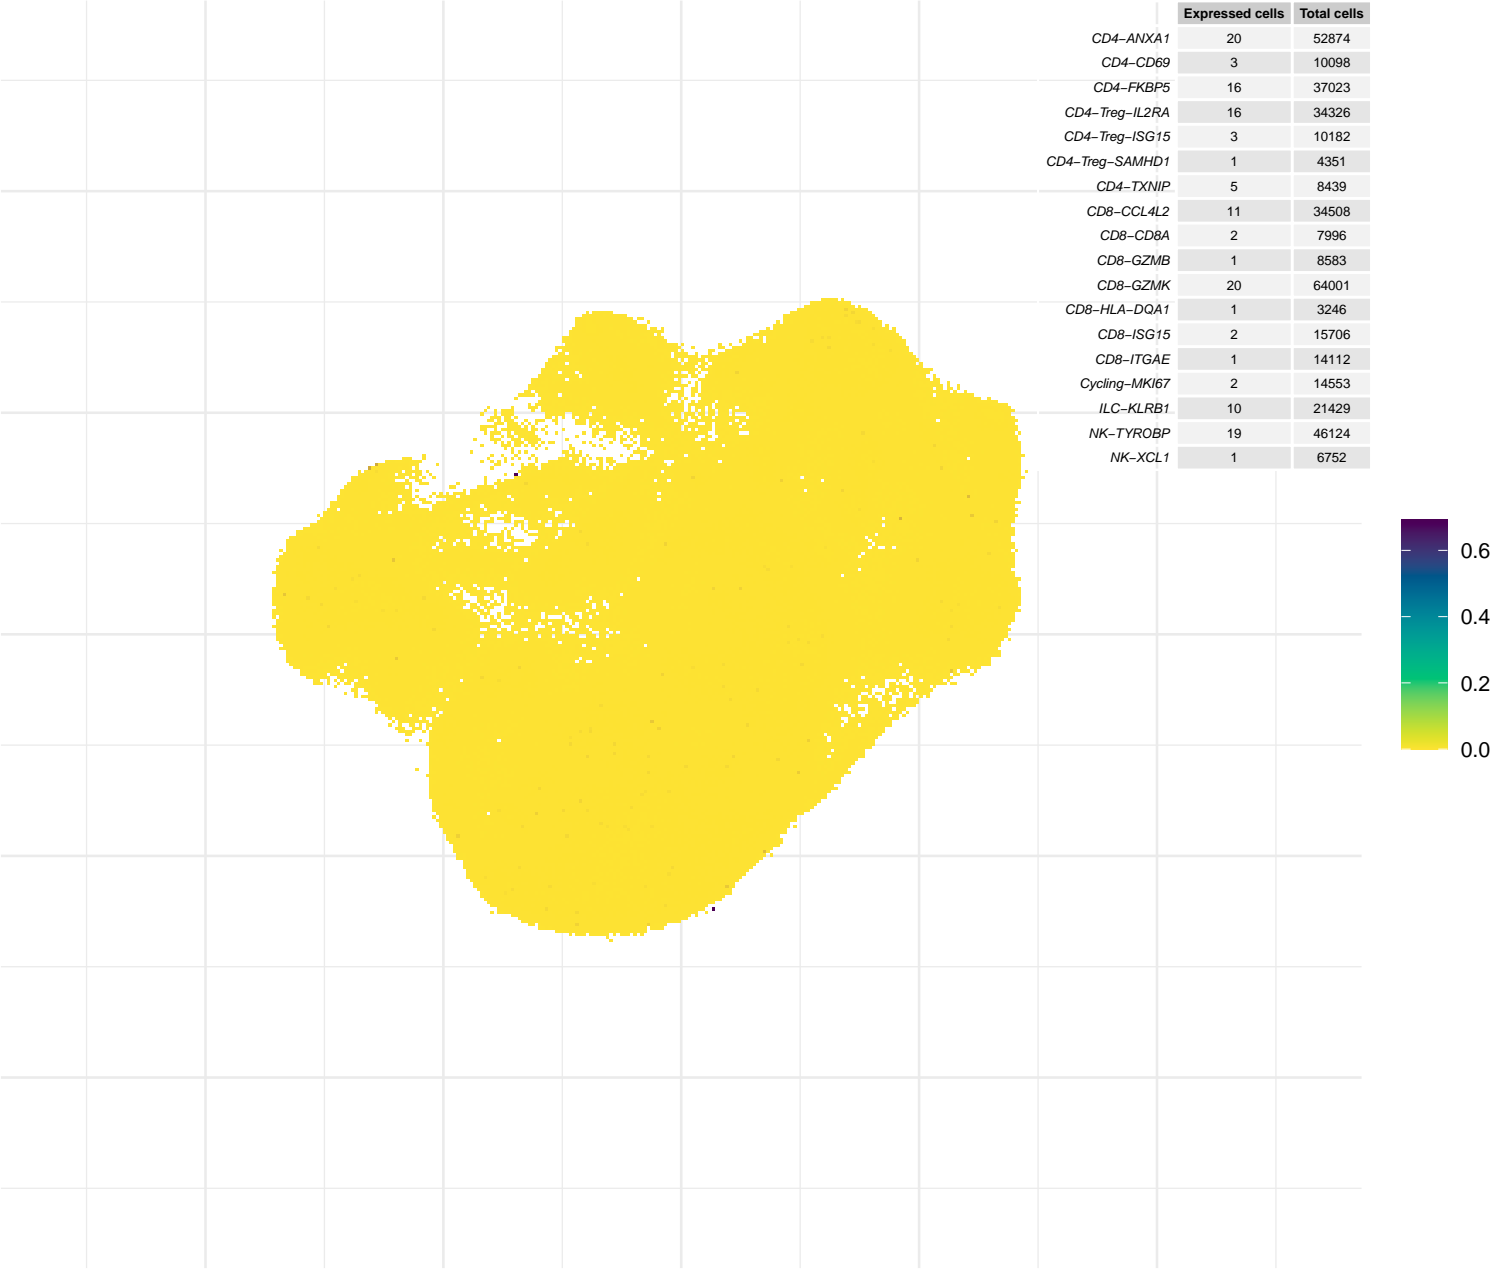 Expressed cells Total cells
CD4−ANXA1 20 52874
CD4−CD69 3 10098
CD4−FKBP5 16 37023
CD4−Treg−IL2RA 16 34326
CD4−Treg−ISG15 3 10182
CD4−Treg−SAMHD1 1 4351
CD4−TXNIP 5 8439
CD8−CCL4L2 11 34508
CD8−CD8A 2 7996
CD8−GZMB 1 8583
CD8−GZMK 20 64001
CD8−HLA−DQA1 1 3246
CD8−ISG15 2 15706
CD8−ITGAE 1 14112
Cycling−MKI67 2 14553
ILC−KLRB1 10 21429
NK−TYROBP 19 46124
NK−XCL1 1 6752
0.6
0.4
0.2
0.0